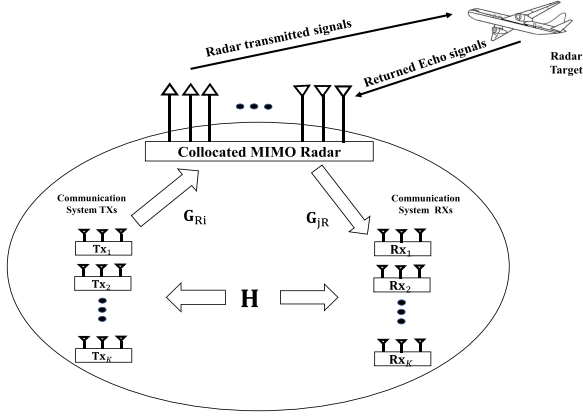 Radar transmitted signals
Returned Echo signals
Radar
Target
Collocated MIMO Radar
Communication
System TXs
Communication
System RXs
G_Ri
G_jR
Tx_1
Rx_1
Tx_2
Rx_2
H
Tx_K
Rx_K